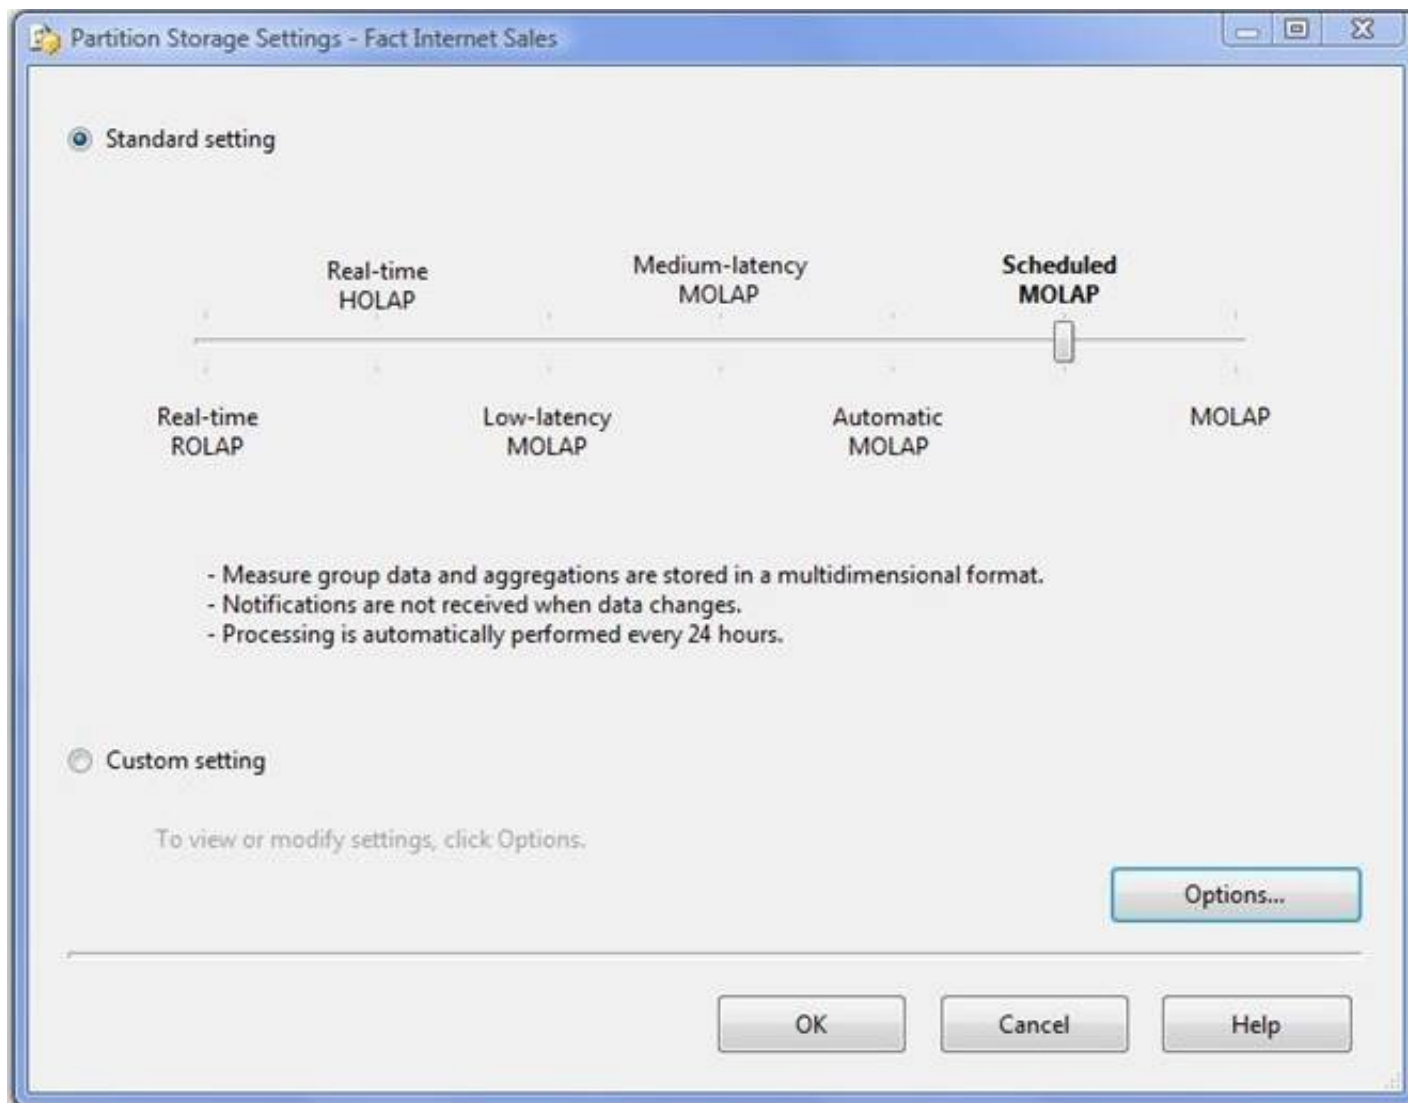 Partition Storage Settings - Fact Internet Sales
Standard setting
Real-time
HOLAP
Medium-latency
MOLAP
Scheduled
MOLAP
Real-time
ROLAP
Low-latency
MOLAP
Automatic
MOLAP
MOLAP
- Measure group data and aggregations are stored in a multidimensional format.
- Notifications are not received when data changes.
- Processing is automatically performed every 24 hours.
Custom setting
To view or modify settings, click Options.
Options...
OK
Cancel
Help